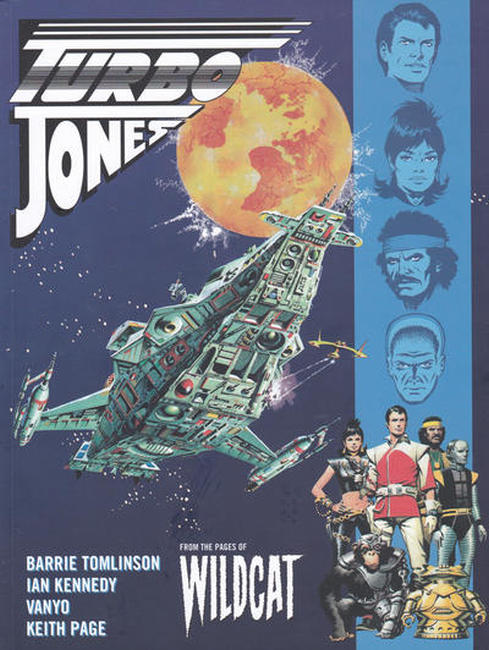 TURBO
JONES
BARRIE TOMLINSON
IAN KENNEDY
VANYO
KEITH PAGE
FROM THE PAGES OF
WILDCAT